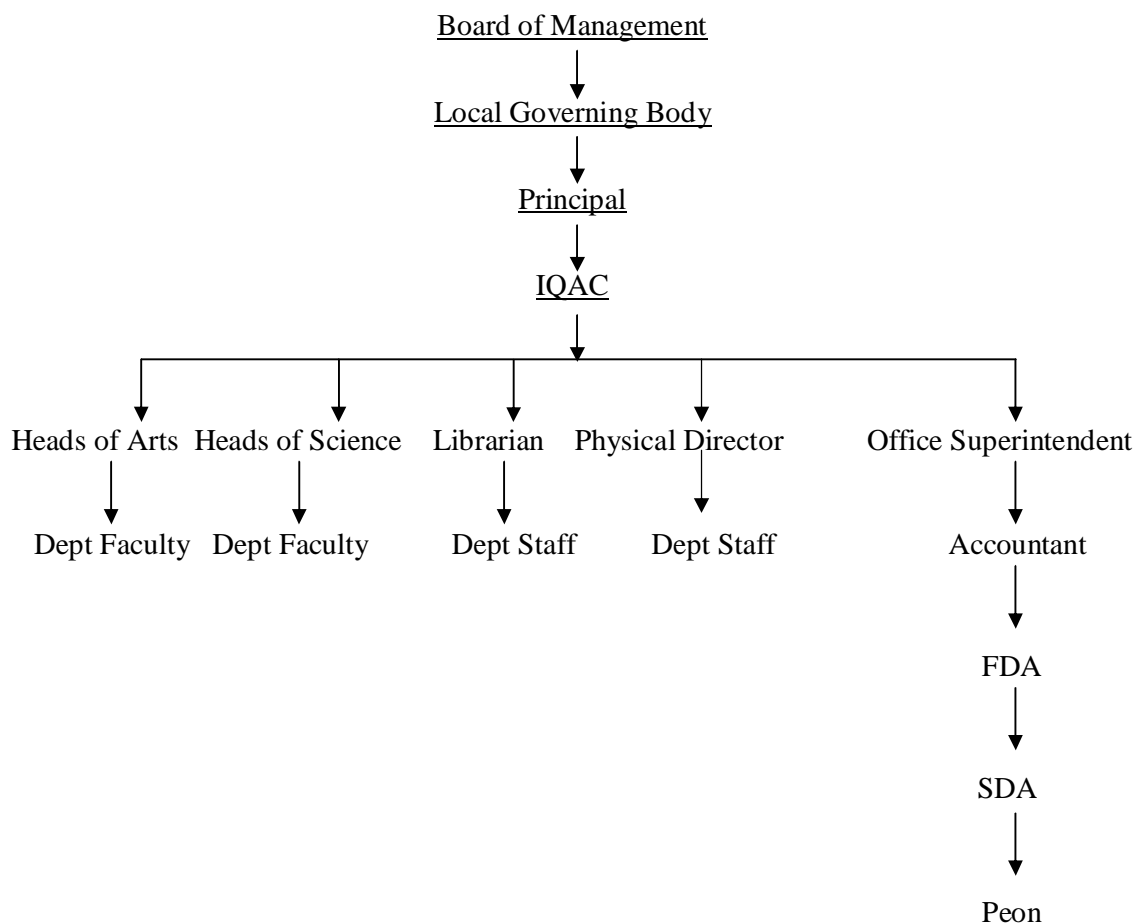 Board of Management
Local Governing Body
Principal
IQAC
Heads of Arts Heads of Science Librarian Physical Director Office Superintendent
Dept Faculty Dept Faculty Dept Staff Dept Staff Accountant
FDA
SDA
Peon